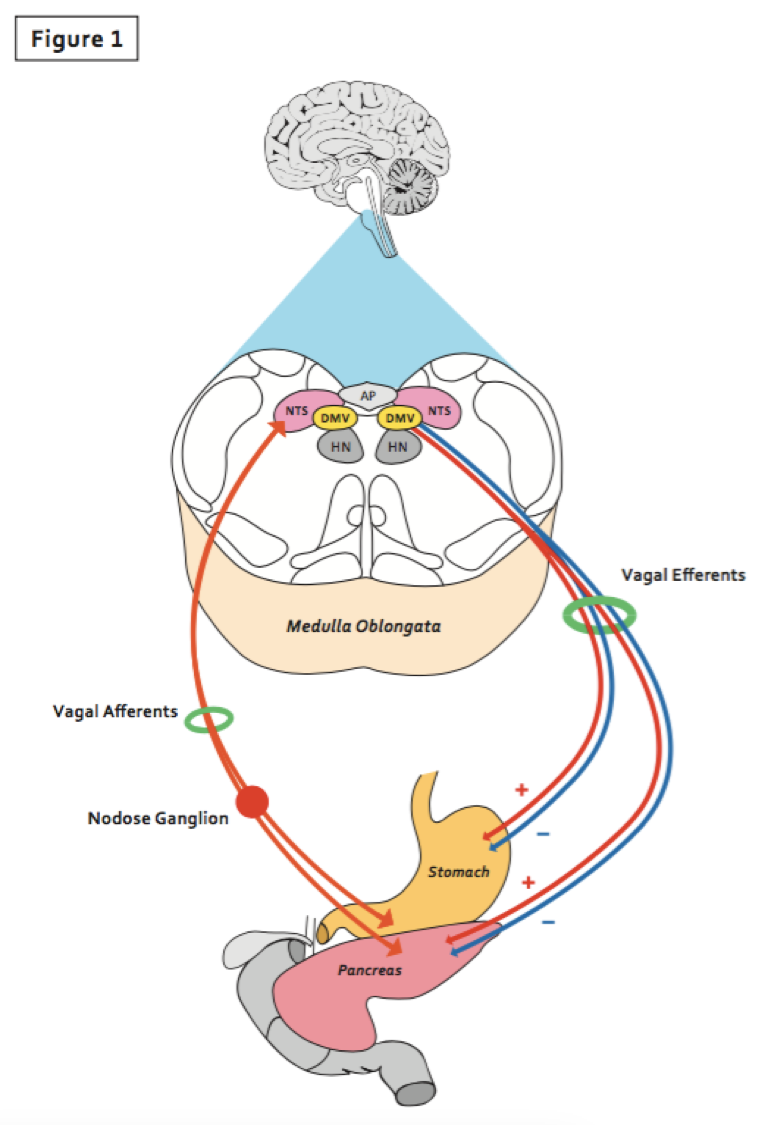 Figure 1
AP
NTS
DMV
DMV
NTS
HN
HN
Vagal Efferents
Medulla Oblongata
Vagal Afferents
+
Nodose Ganglion
−
Stomach
+
−
Pancreas